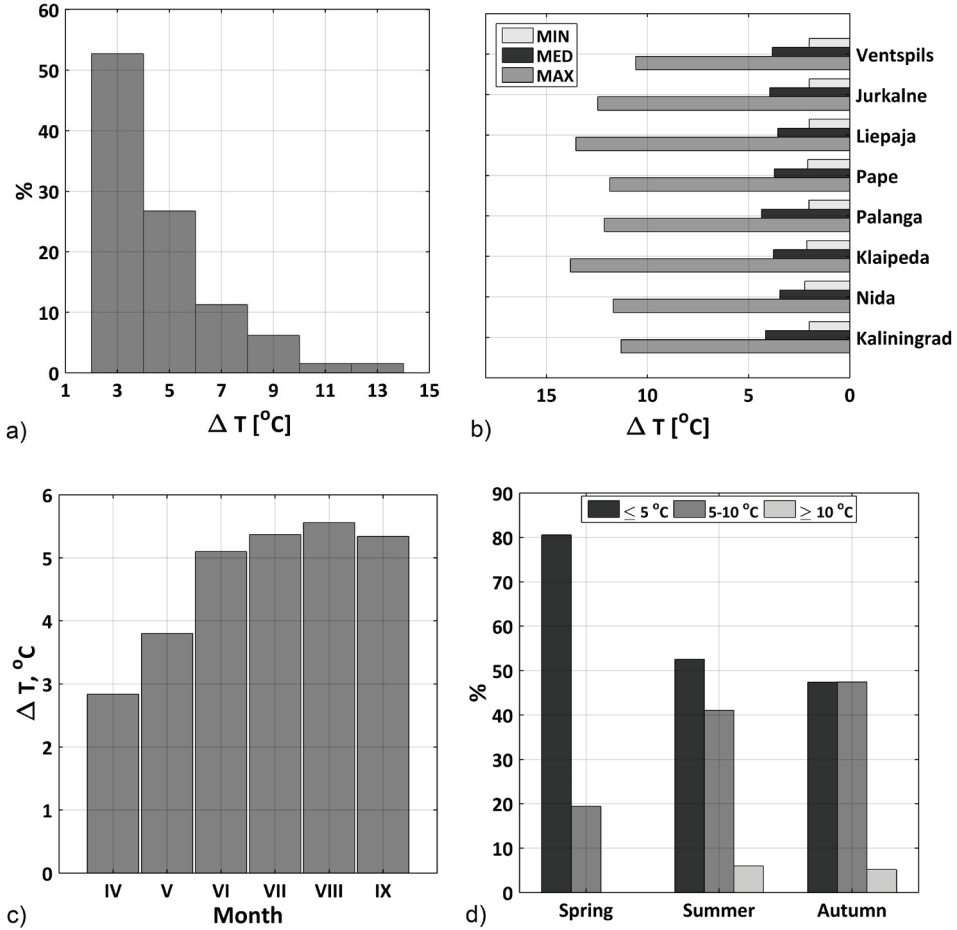 60
50
40
30
20
10
0
%
1 3 5 7 9 11 13 15
Δ T [°C]
a)
MIN
MED
MAX
Ventspils
Jurkalne
Liepaja
Pape
Palanga
Klaipeda
Nida
Kaliningrad
15 10 5 0
Δ T [°C]
b)
6
5
4
3
2
1
0
Δ T, °C
IV V VI VII VIII IX
Month
c)
90
80
70
60
50
40
30
20
10
0
%
≤ 5 °C 5-10 °C ≥ 10 °C
Spring Summer Autumn
d)